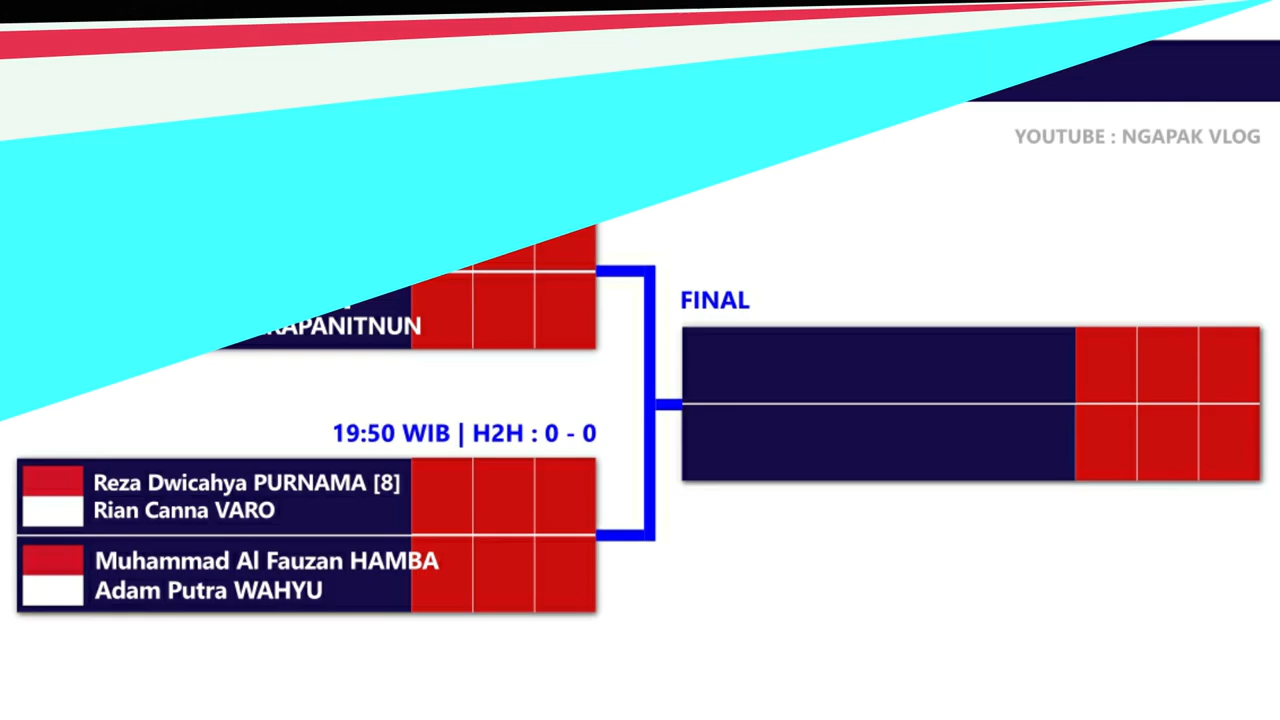 YOUTUBE : NGAPAK VLOG
FINAL
19:50 WIB | H2H : 0 - 0
Reza Dwicahya PURNAMA [8]
Rian Canna VARO
Muhammad Al Fauzan HAMBA
Adam Putra WAHYU